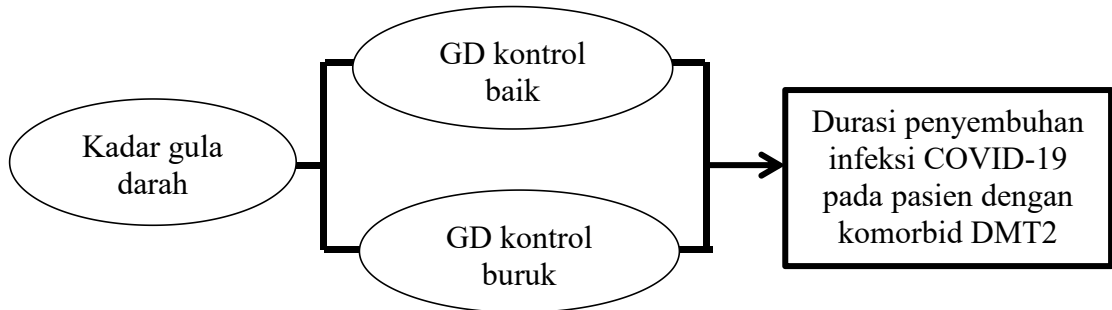 Kadar gula
darah
GD kontrol
baik
GD kontrol
buruk
Durasi penyembuhan
infeksi COVID-19
pada pasien dengan
komorbid DMT2